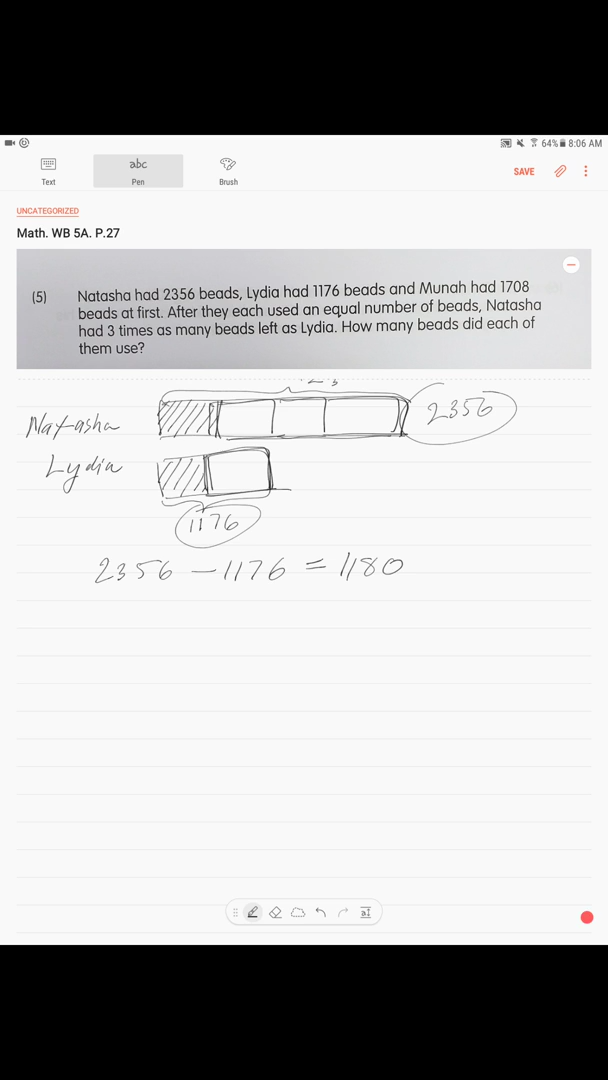 64% 8:06 AM
Text
abc
Pen
Brush
SAVE
UNCATEGORIZED
Math. WB 5A. P.27
(5) Natasha had 2356 beads, Lydia had 1176 beads and Munah had 1708
beads at first. After they each used an equal number of beads, Natasha
had 3 times as many beads left as Lydia. How many beads did each of
them use?
Natasha 2356
Lydia
1176
2356 - 1176 = 1180